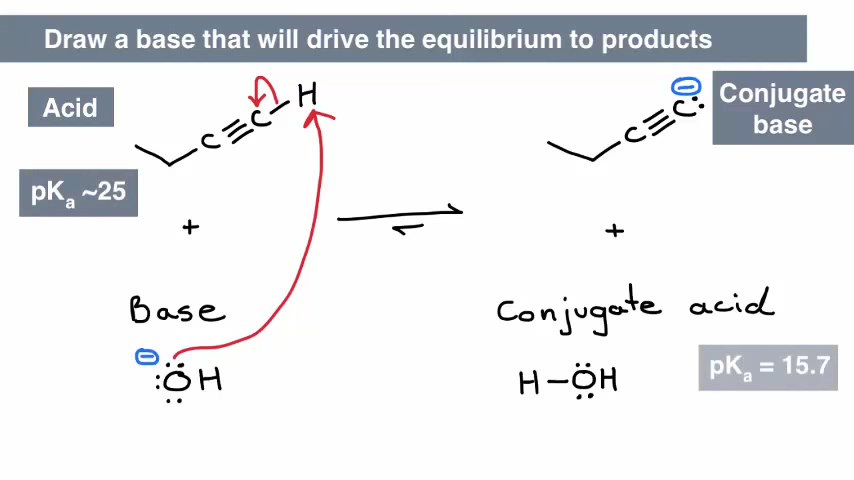 Draw a base that will drive the equilibrium to products
Acid
H
C≡C
pKa ~25
+
Base
⊖
:ÖH
⊖
C≡C:
Conjugate
base
+
Conjugate acid
H–ÖH
pKa = 15.7